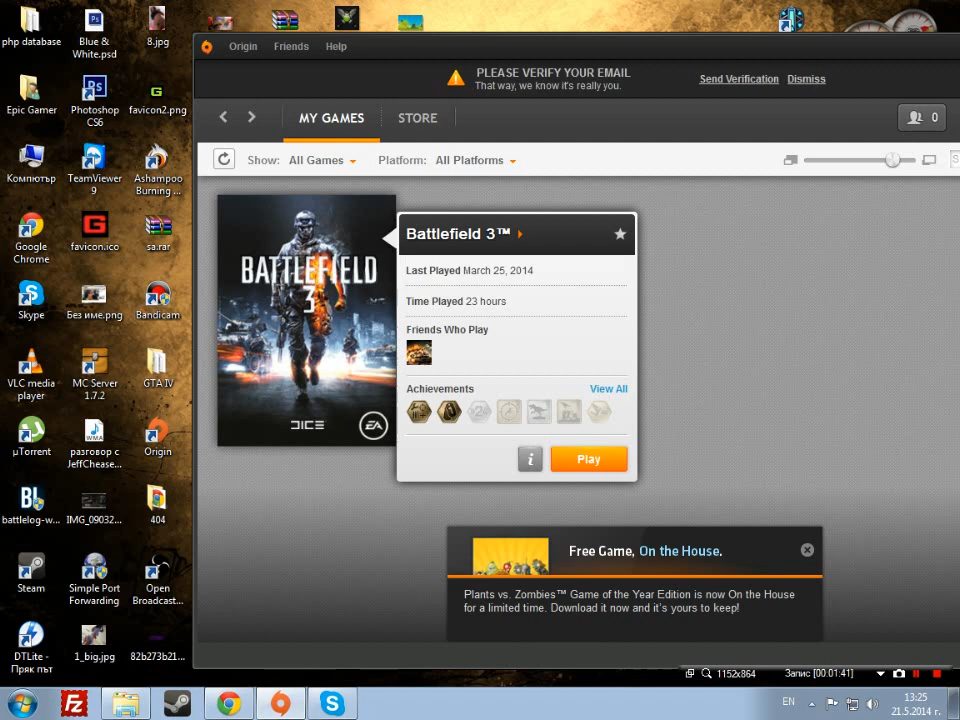 php database
Blue &
White.psd
8.jpg
Epic Gamer
Photoshop
CS6
favicon2.png
Компютър
TeamViewer
9
Ashampoo
Burning ...
Google
Chrome
favicon.ico
sa.rar
Skype
Без име.png
Bandicam
VLC media
player
MC Server
1.7.2
GTA IV
µTorrent
разговор с
JeffChease...
Origin
battlelog-w...
IMG_09032...
404
Steam
Simple Port
Forwarding
Open
Broadcast...
DTLite -
Пряк път
1_big.jpg
82b273b21...
Origin Friends Help
PLEASE VERIFY YOUR EMAIL
That way, we know it's really you.
Send Verification Dismiss
MY GAMES STORE
0
Show: All Games Platform: All Platforms
BATTLEFIELD
3
DICE EA
Battlefield 3™
Last Played March 25, 2014
Time Played 23 hours
Friends Who Play
Achievements View All
i Play
Free Game, On the House.
Plants vs. Zombies™ Game of the Year Edition is now On the House
for a limited time. Download it now and it's yours to keep!
1152x864 Запис [00:01:41]
EN
13:25
21.5.2014 г.